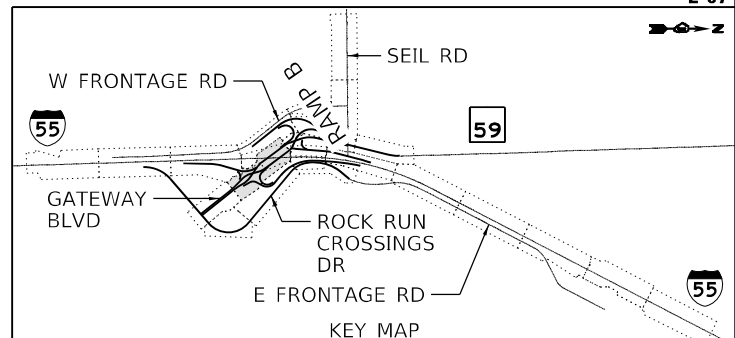 Z
SEIL RD
W FRONTAGE RD
RAMP B
55
59
GATEWAY
BLVD
ROCK RUN
CROSSINGS
DR
E FRONTAGE RD
55
KEY MAP